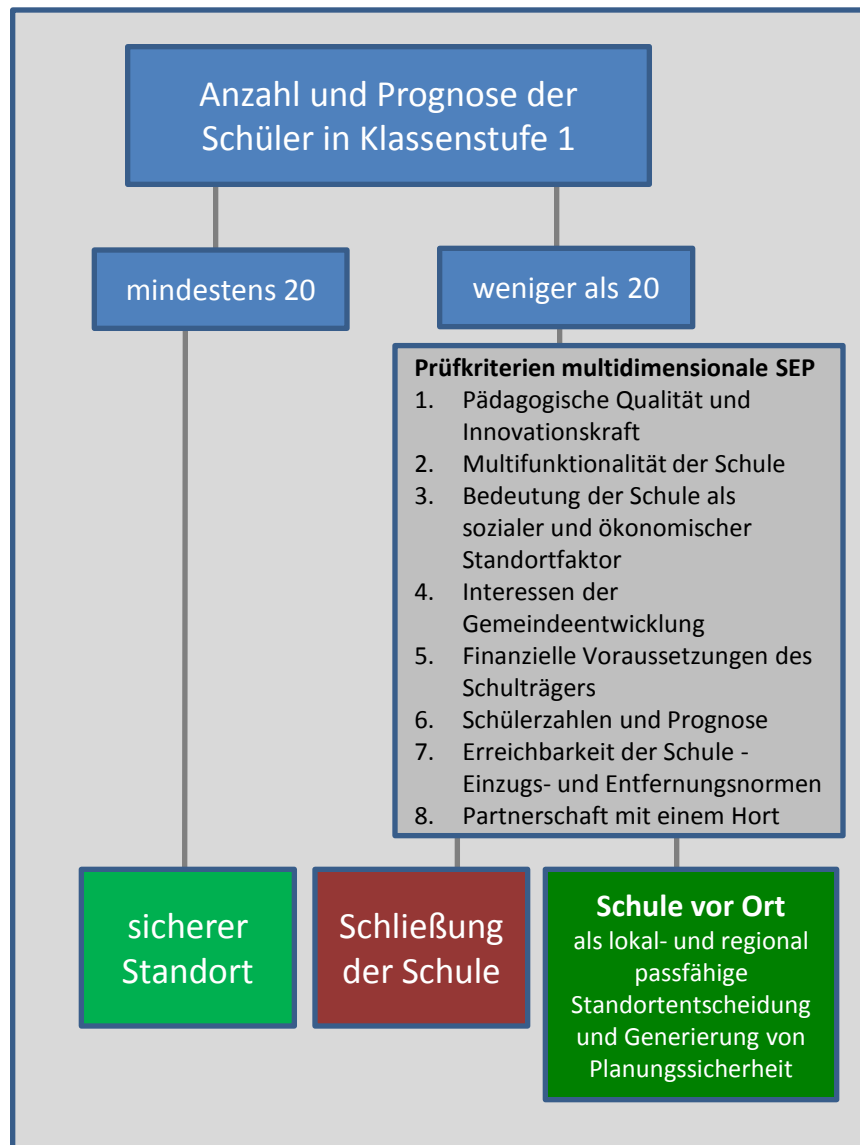 Anzahl und Prognose der
Schüler in Klassenstufe 1
mindestens 20
weniger als 20
Prüfkriterien multidimensionale SEP
1. Pädagogische Qualität und
Innovationskraft
2. Multifunktionalität der Schule
3. Bedeutung der Schule als
sozialer und ökonomischer
Standortfaktor
4. Interessen der
Gemeindeentwicklung
5. Finanzielle Voraussetzungen des
Schulträgers
6. Schülerzahlen und Prognose
7. Erreichbarkeit der Schule -
Einzugs- und Entfernungsnormen
8. Partnerschaft mit einem Hort
sicherer
Standort
Schließung
der Schule
Schule vor Ort
als lokal- und regional
passfähige
Standortentscheidung
und Generierung von
Planungssicherheit